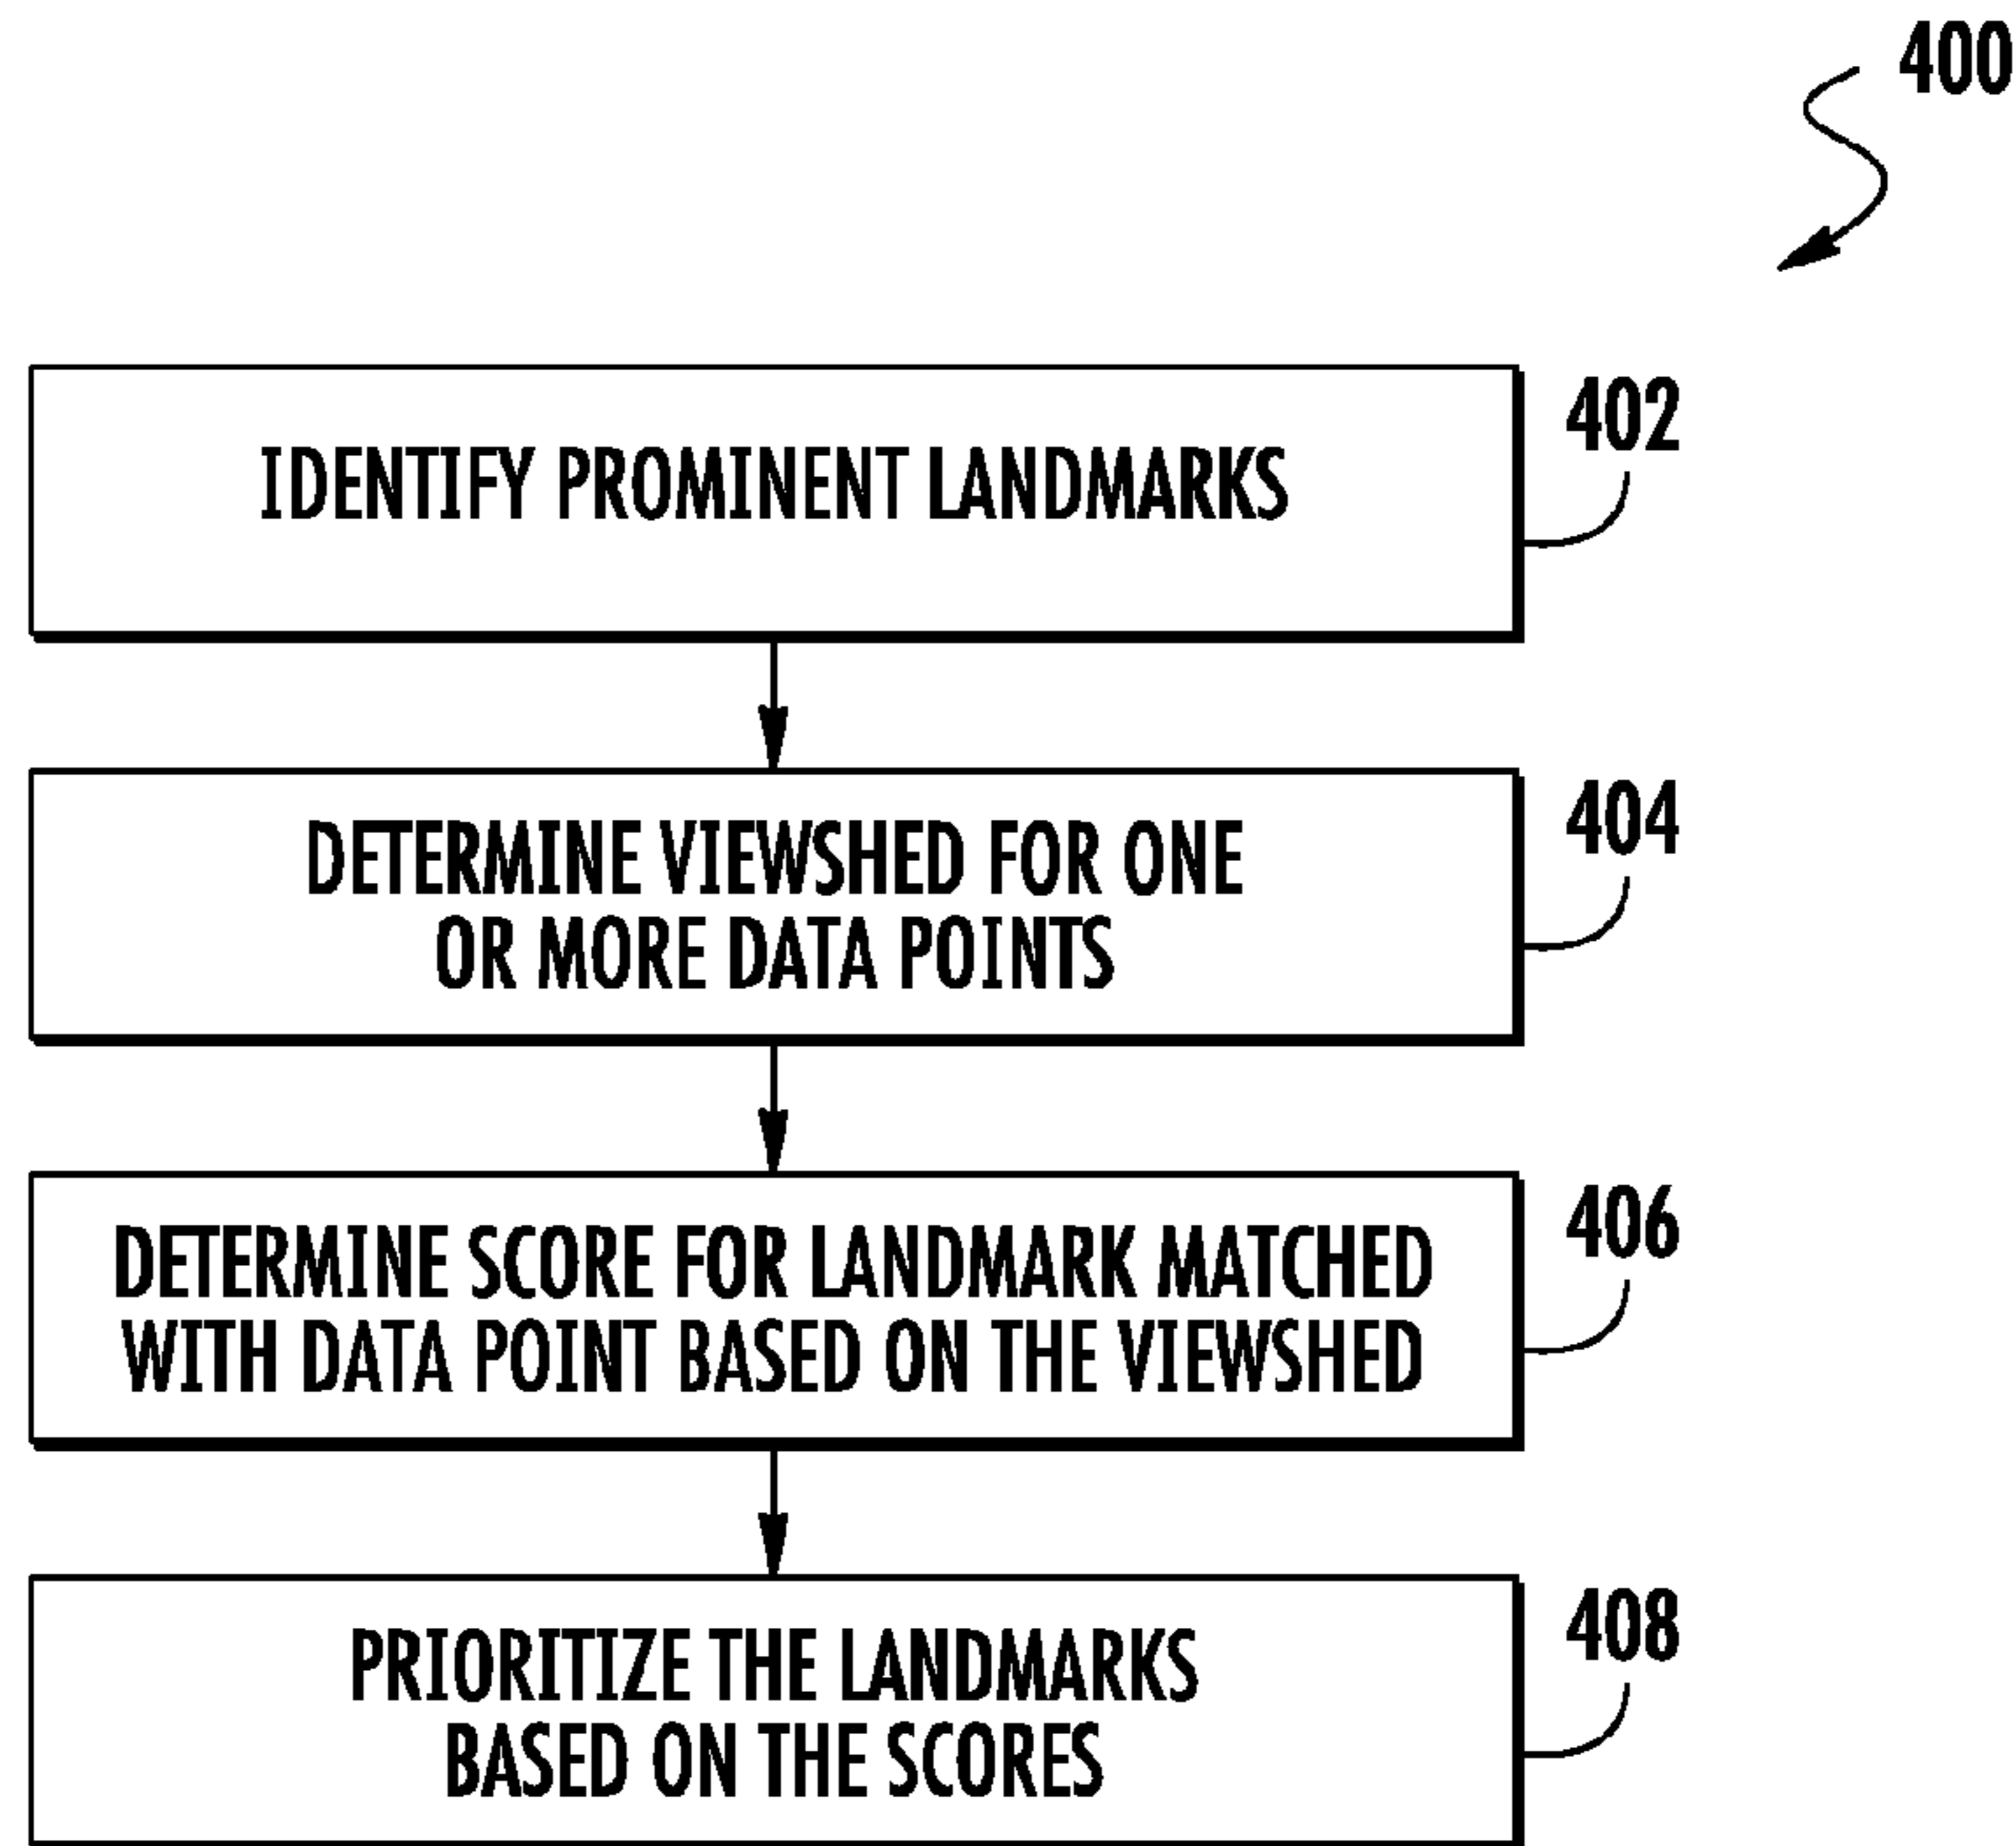 400
IDENTIFY PROMINENT LANDMARKS
402
DETERMINE VIEWSHED FOR ONE
OR MORE DATA POINTS
404
DETERMINE SCORE FOR LANDMARK MATCHED
WITH DATA POINT BASED ON THE VIEWSHED
406
PRIORITIZE THE LANDMARKS
BASED ON THE SCORES
408